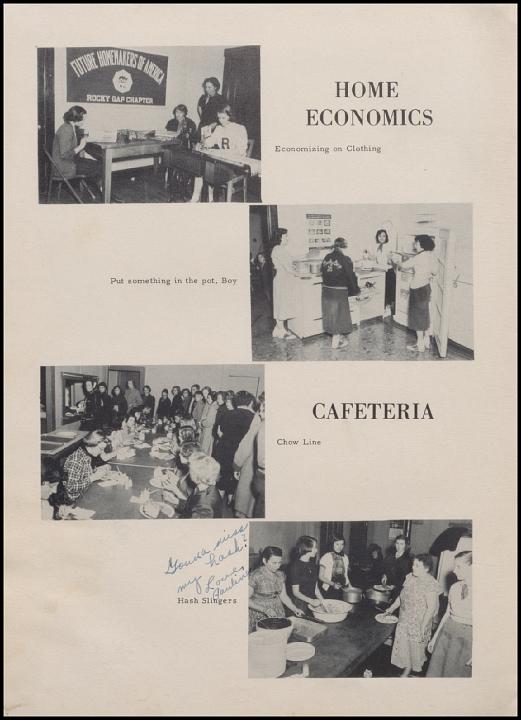 FUTURE HOMEMAKERS OF AMERICA
ROCKY GAP CHAPTER
R
HOME
ECONOMICS
Economizing on Clothing
Put something in the pot, Boy
CAFETERIA
Chow Line
Gonna miss
my hash?
Love,
Pauline
Hash Slingers